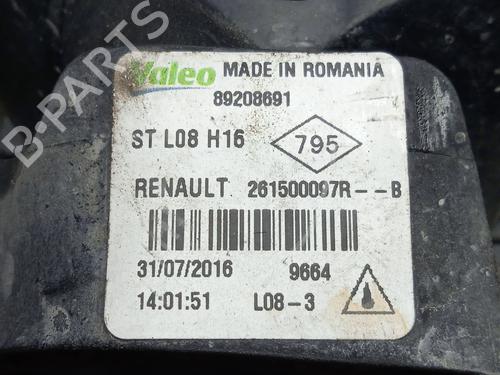 B-PARTS
Valeo MADE IN ROMANIA
89208691
ST L08 H16 795
RENAULT 261500097R--B
31/07/2016 9664
14:01:51 L08-3